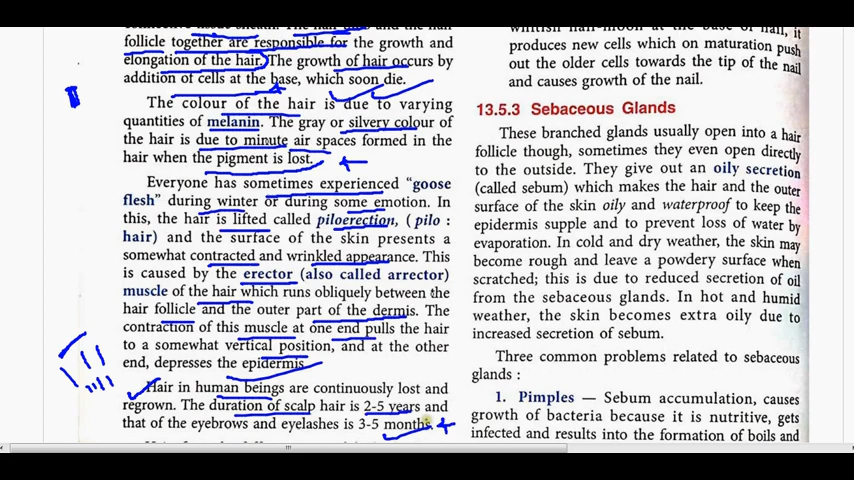 follicle together are responsible for the growth and
elongation of the hair. The growth of hair occurs by
addition of cells at the base, which soon die.
The colour of the hair is due to varying
quantities of melanin. The gray or silvery colour of
the hair is due to minute air spaces formed in the
hair when the pigment is lost.
Everyone has sometimes experienced “goose
flesh” during winter or during some emotion. In
this, the hair is lifted called piloerection, ( pilo :
hair) and the surface of the skin presents a
somewhat contracted and wrinkled appearance. This
is caused by the erector (also called arrector)
muscle of the hair which runs obliquely between the
hair follicle and the outer part of the dermis. The
contraction of this muscle at one end pulls the hair
to a somewhat vertical position, and at the other
end, depresses the epidermis.
Hair in human beings are continuously lost and
regrown. The duration of scalp hair is 2-5 years and
that of the eyebrows and eyelashes is 3-5 months.
produces new cells which on maturation push
out the older cells towards the tip of the nail
and causes growth of the nail.
13.5.3 Sebaceous Glands
These branched glands usually open into a hair
follicle though, sometimes they even open directly
to the outside. They give out an oily secretion
(called sebum) which makes the hair and the outer
surface of the skin oily and waterproof to keep the
epidermis supple and to prevent loss of water by
evaporation. In cold and dry weather, the skin may
become rough and leave a powdery surface when
scratched; this is due to reduced secretion of oil
from the sebaceous glands. In hot and humid
weather, the skin becomes extra oily due to
increased secretion of sebum.
Three common problems related to sebaceous
glands :
1. Pimples — Sebum accumulation, causes
growth of bacteria because it is nutritive, gets
infected and results into the formation of boils and